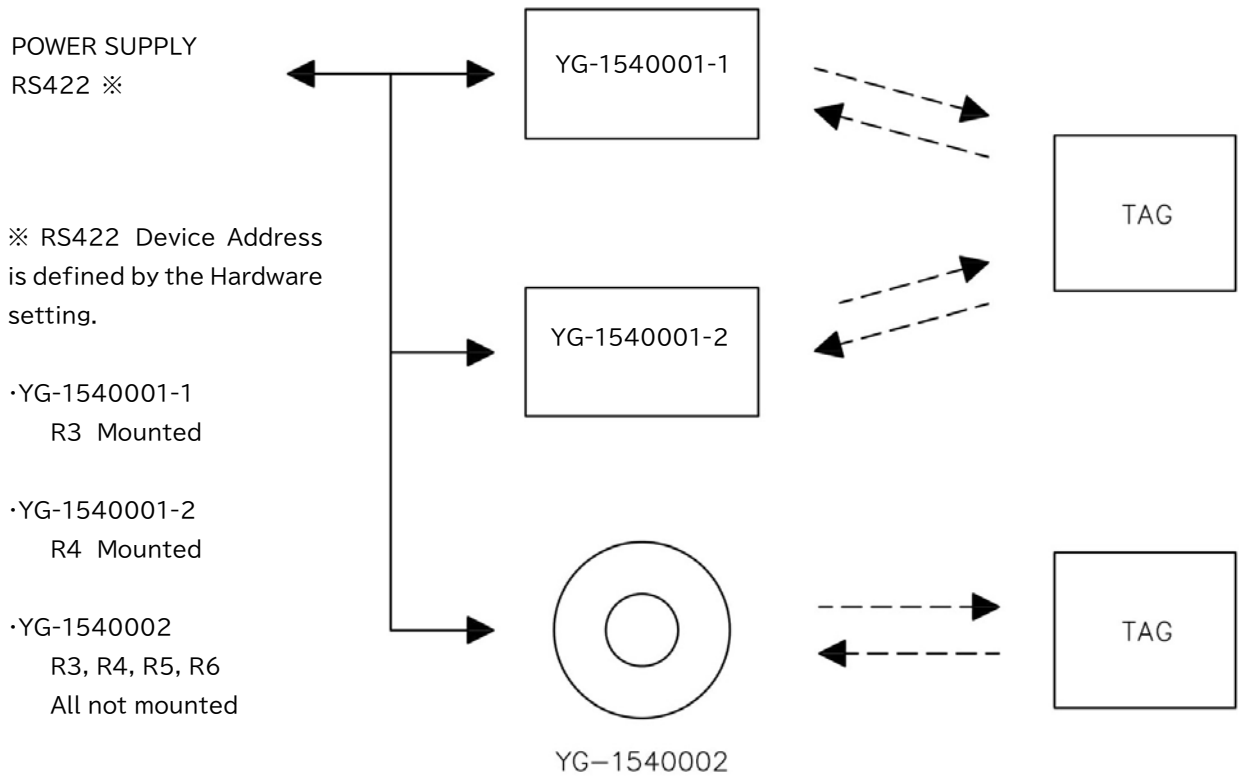 POWER SUPPLY
RS422 ※
※ RS422 Device Address
is defined by the Hardware
setting.
・YG-1540001-1
R3 Mounted
・YG-1540001-2
R4 Mounted
・YG-1540002
R3, R4, R5, R6
All not mounted
YG-1540001-1
YG-1540001-2
YG-1540002
TAG
TAG